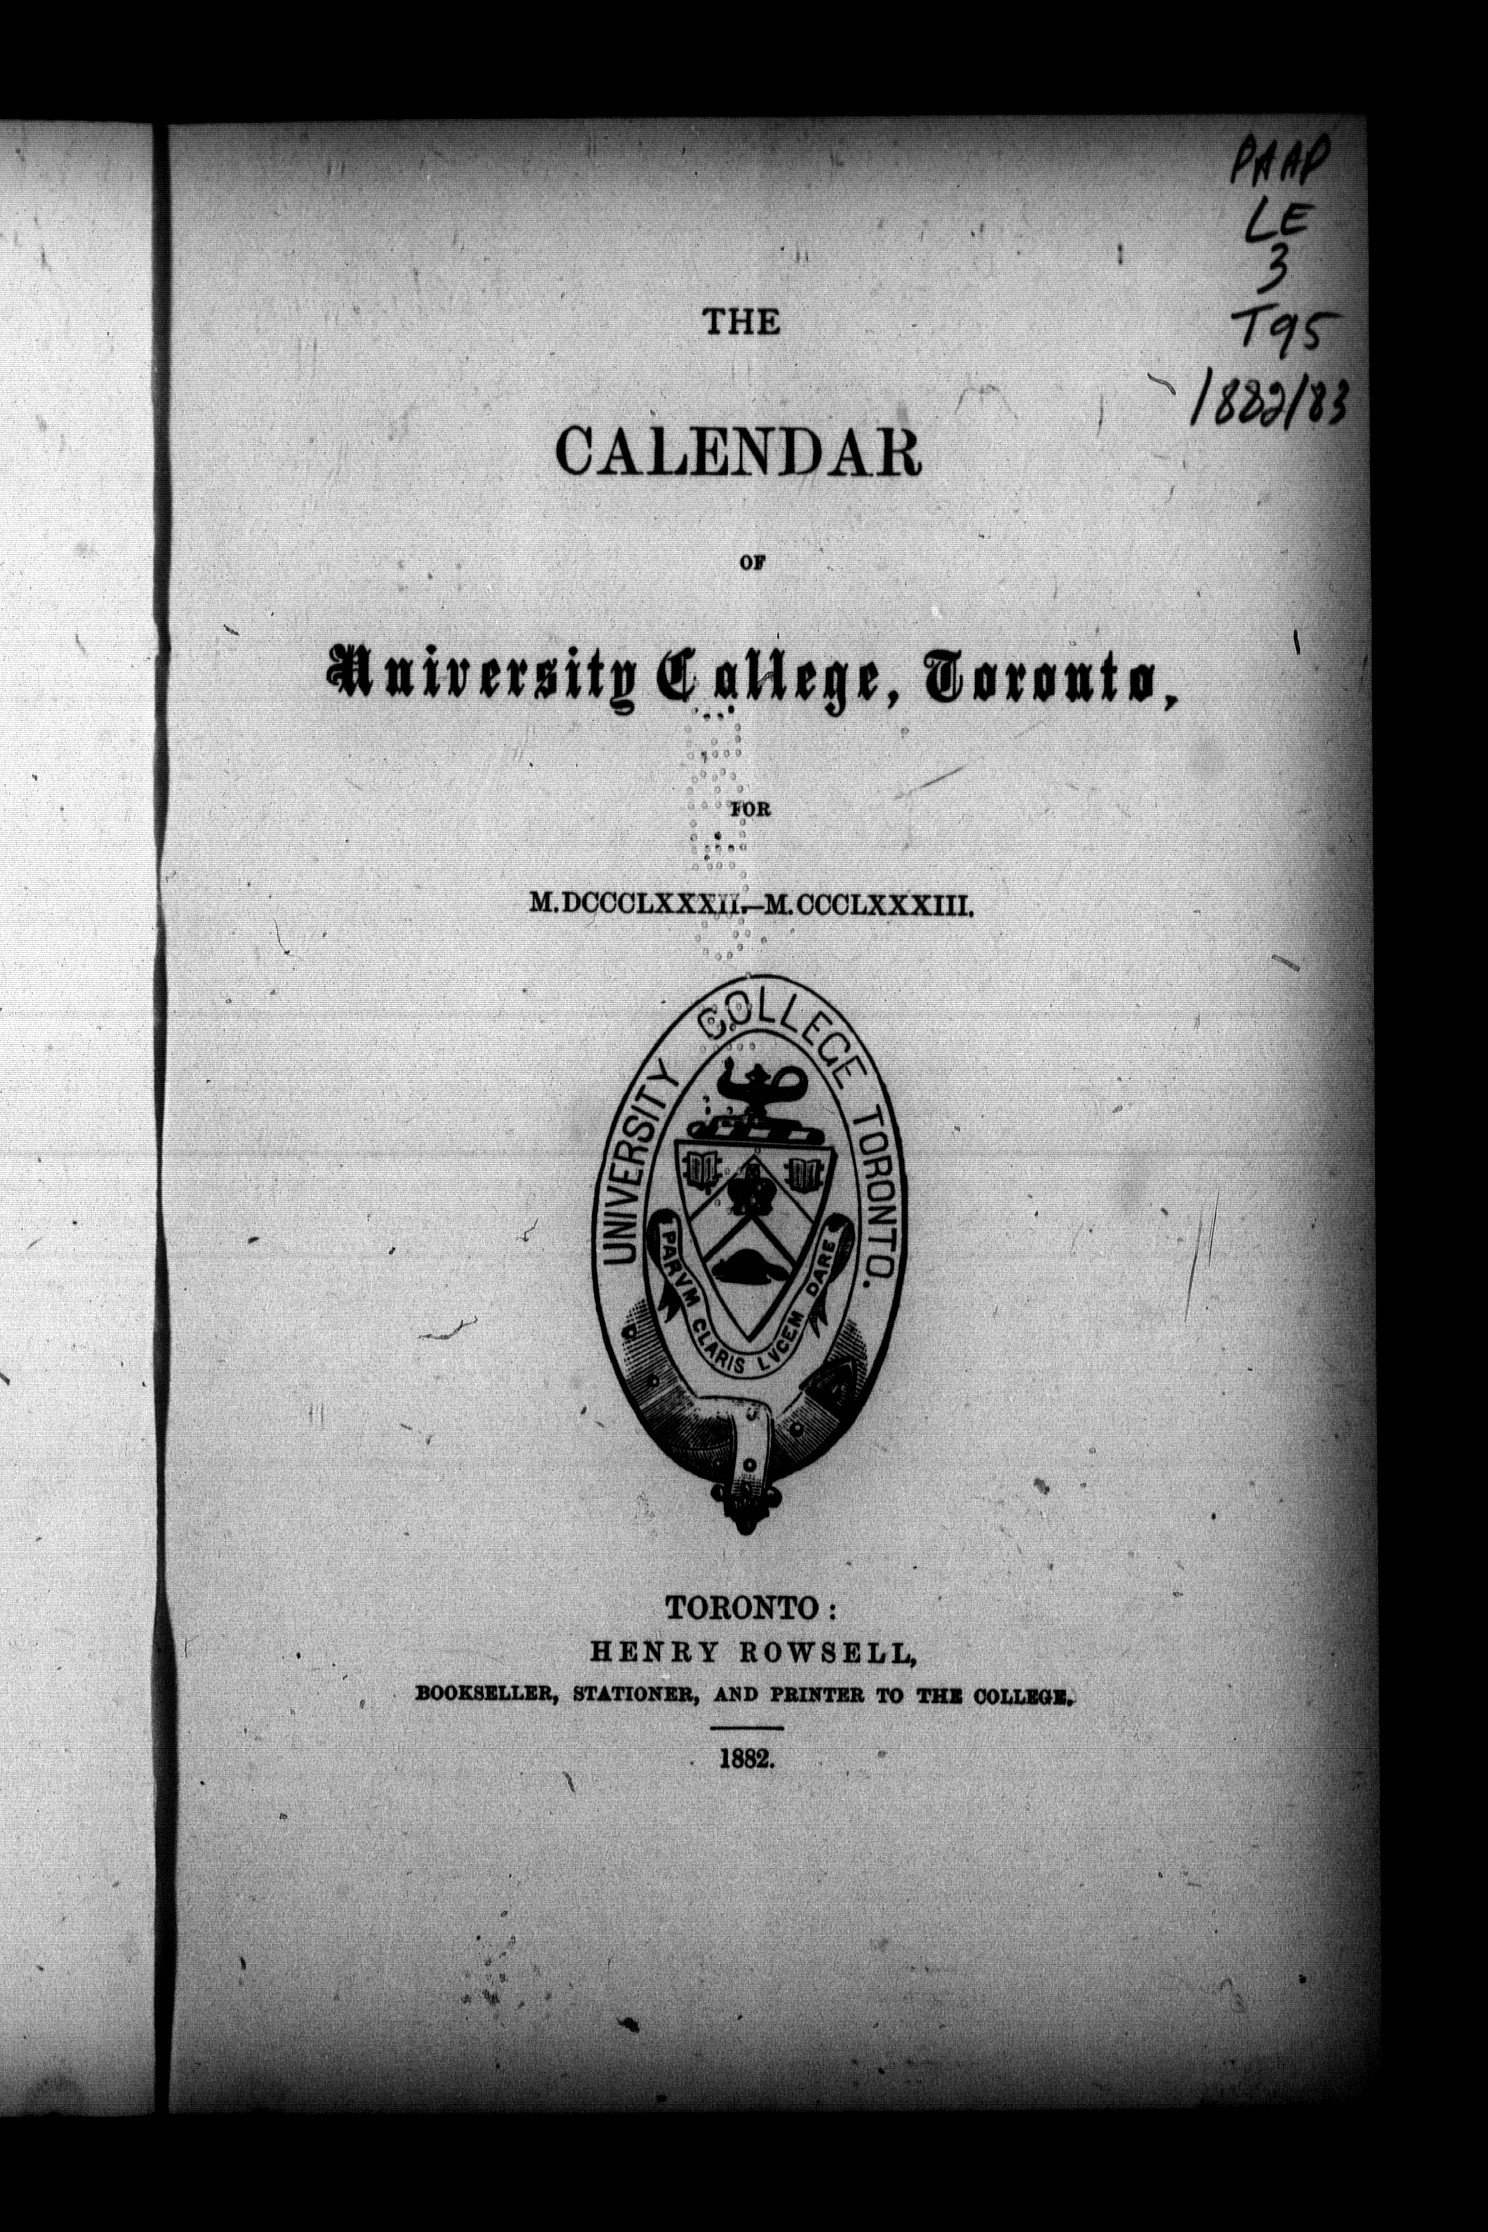 PAAP
LE
3
T95
1882/83
THE
CALENDAR
OF
University College, Toronto,
FOR
M.DCCCLXXXII.—M.CCCLXXXIII.
UNIVERSITY COLLEGE TORONTO.
PARVM CLARIS LVCEM DARE
TORONTO:
HENRY ROWSELL,
BOOKSELLER, STATIONER, AND PRINTER TO THE COLLEGE.
1882.